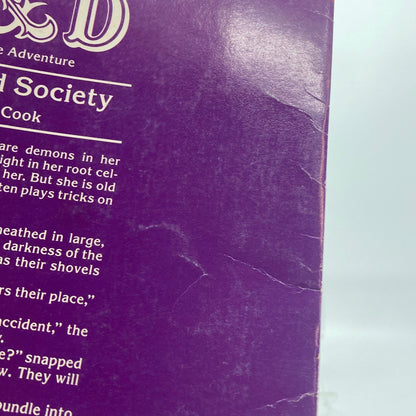 & D
e Adventure
d Society
Cook
are demons in her
ight in her root cel-
her. But she is old
ten plays tricks on
neathed in large,
darkness of the
as their shovels
rs their place,”
accident,” the
e?” snapped
w. They will
bundle into